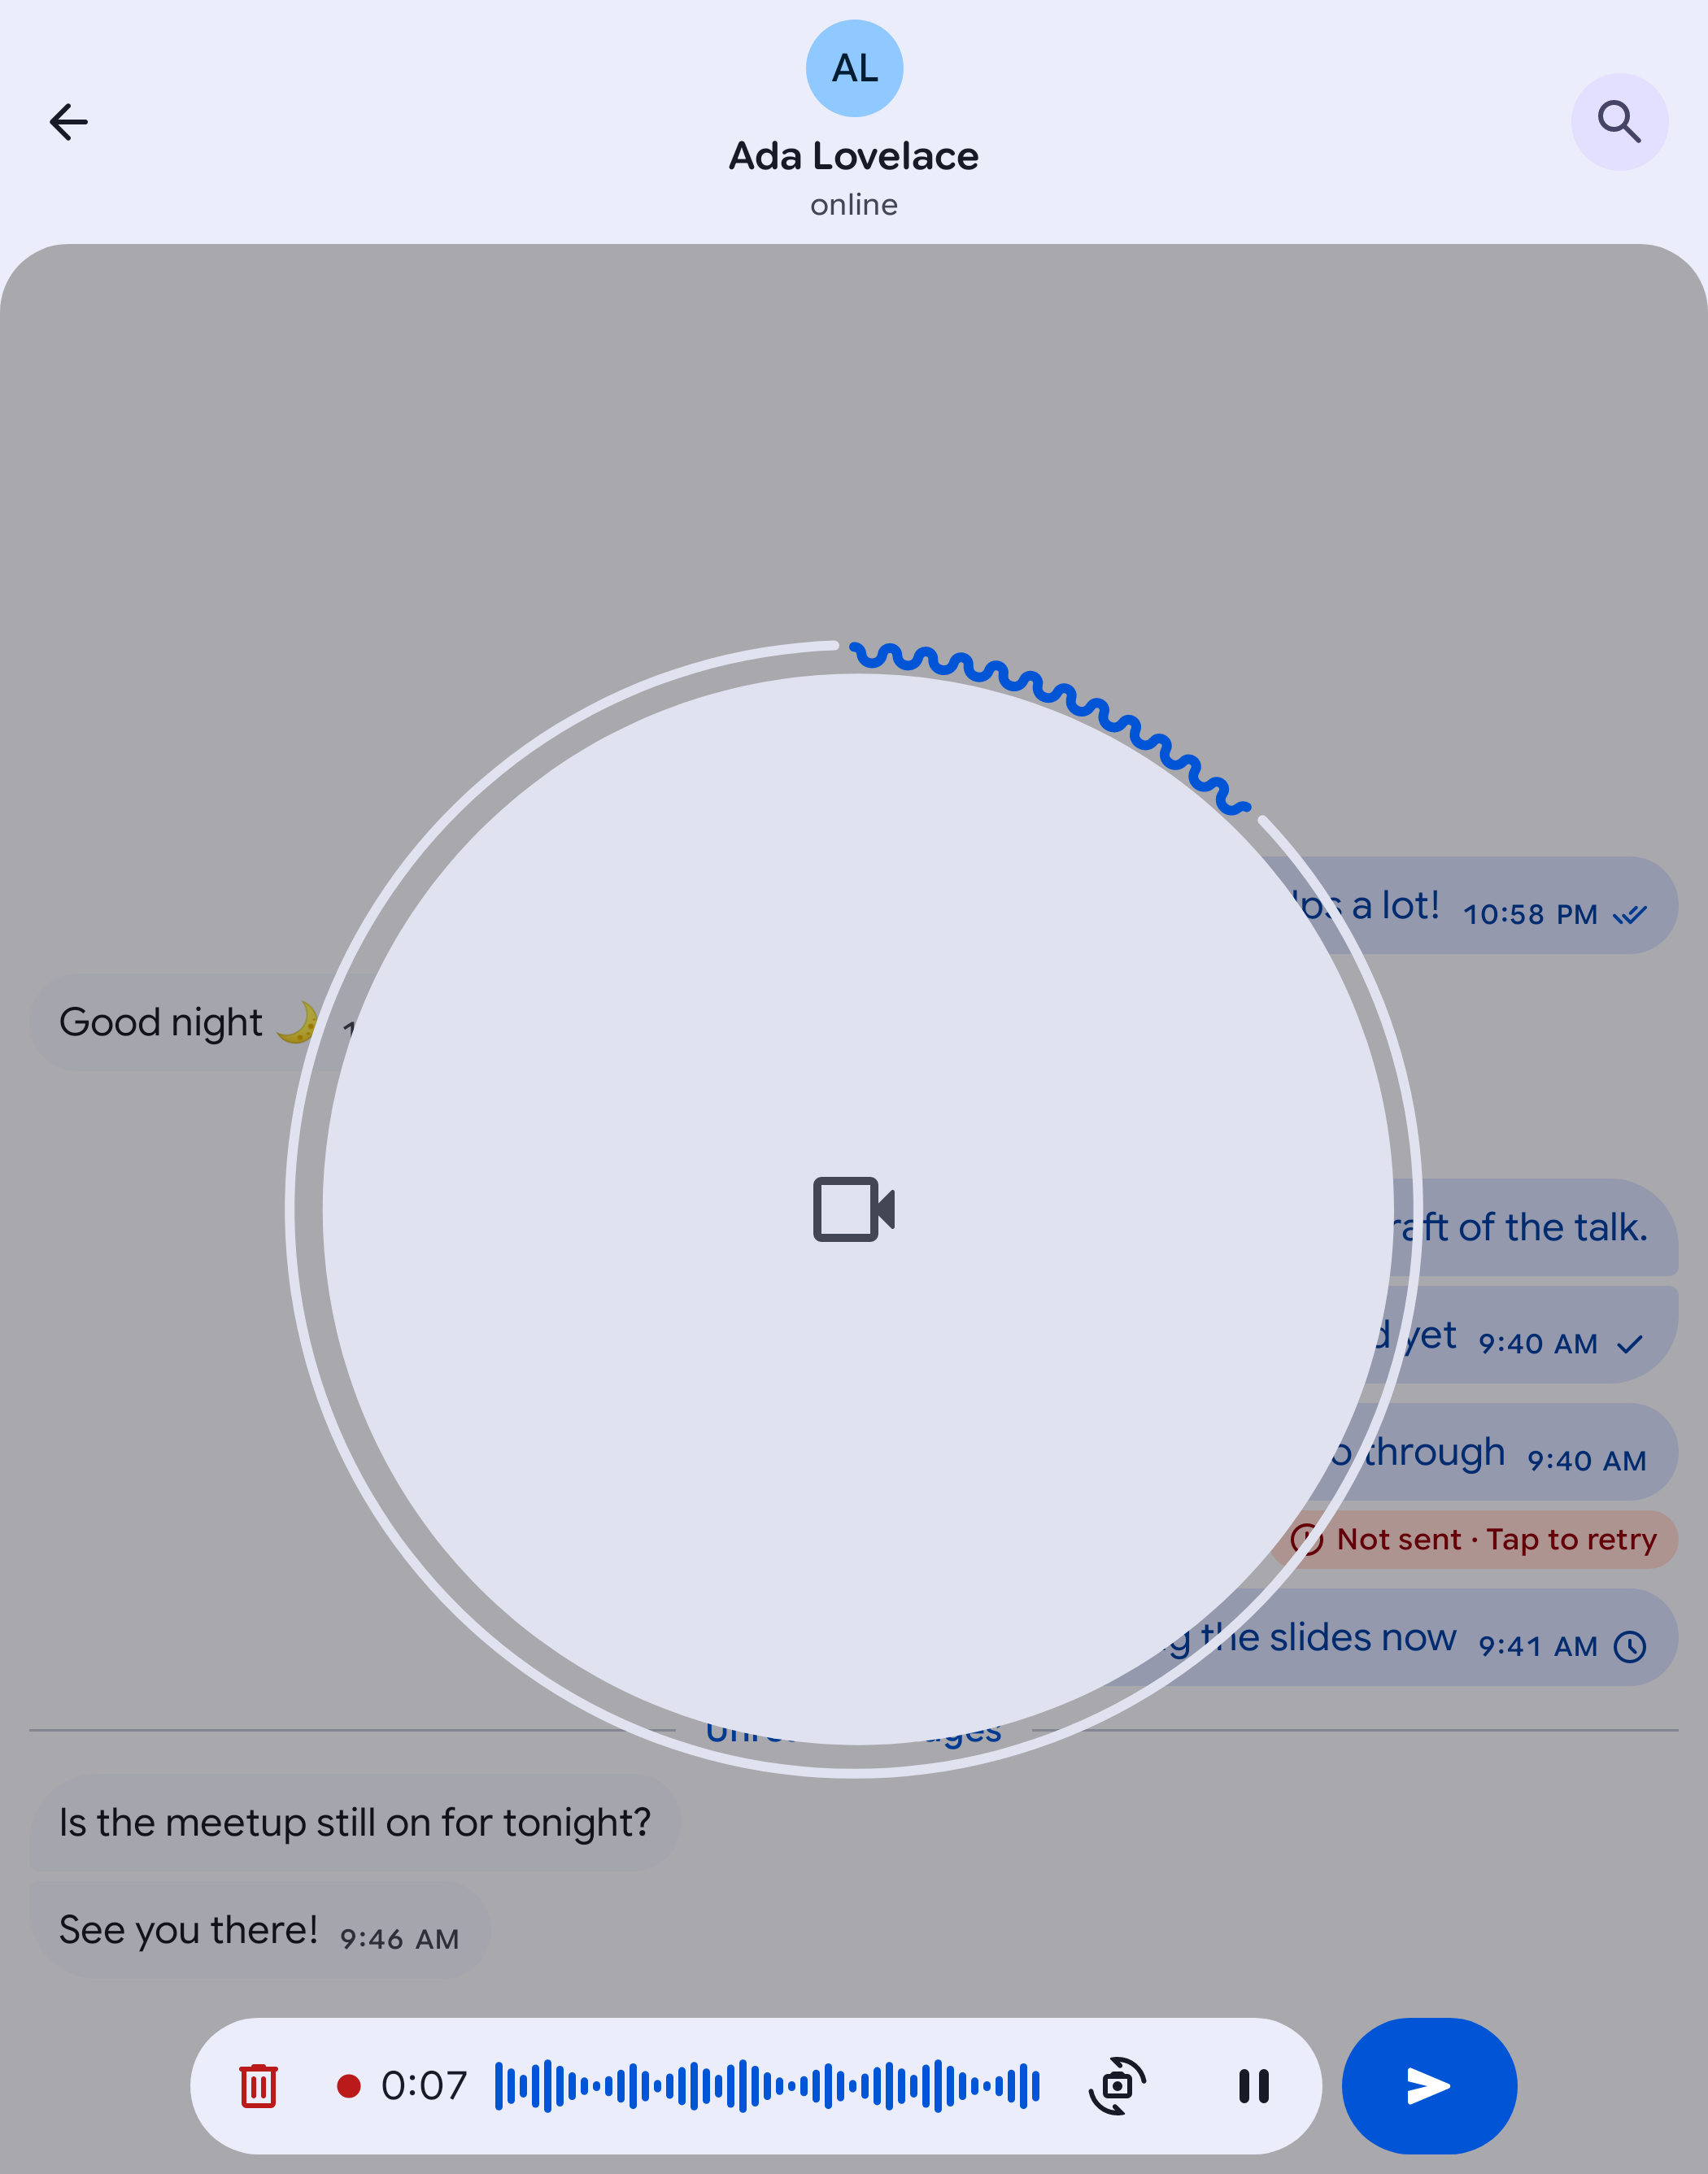 AL
Ada Lovelace
online
a lot! 10:58 PM
Good night 🌙
of the talk.
yet 9:40 AM
through 9:40 AM
Not sent · Tap to retry
the slides now 9:41 AM
Is the meetup still on for tonight?
See you there! 9:46 AM
0:07